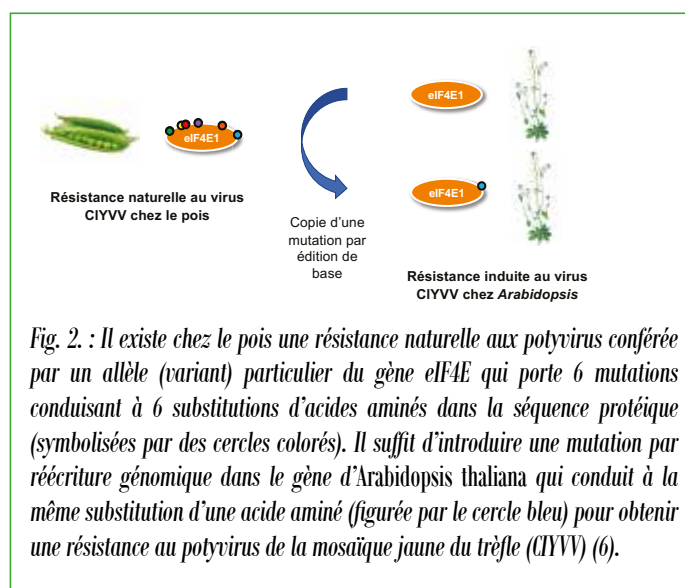 eIF4E1
eIF4E1
Résistance naturelle au virus
ClYVV chez le pois
Copie d'une
mutation par
édition de
base
eIF4E1
Résistance induite au virus
ClYVV chez Arabidopsis
Fig. 2. : Il existe chez le pois une résistance naturelle aux potyvirus conférée
par un allèle (variant) particulier du gène eIF4E qui porte 6 mutations
conduisant à 6 substitutions d'acides aminés dans la séquence protéique
(symbolisées par des cercles colorés). Il suffit d'introduire une mutation par
réécriture génomique dans le gène d'Arabidopsis thaliana qui conduit à la
même substitution d'une acide aminé (figurée par le cercle bleu) pour obtenir
une résistance au potyvirus de la mosaïque jaune du trèfle (ClYVV) (6).